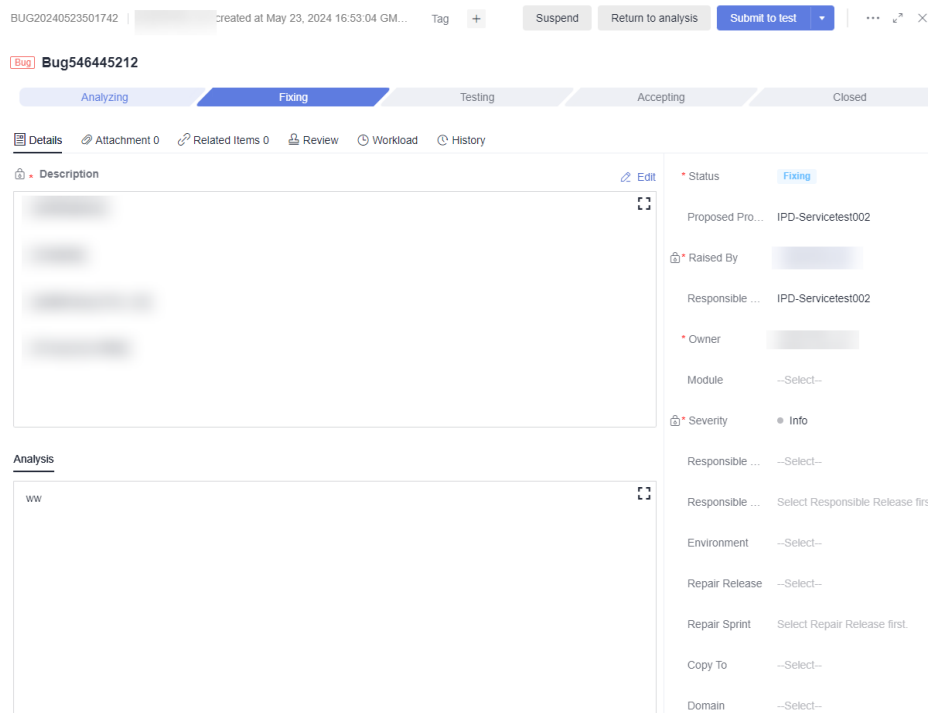 BUG20240523501742 | created at May 23, 2024 16:53:04 GM... Tag + Suspend Return to analysis Submit to test
Bug Bug546445212
Analyzing Fixing Testing Accepting Closed
Details Attachment 0 Related Items 0 Review Workload History
* Description Edit
Analysis
ww
* Status Fixing
Proposed Pro... IPD-Servicetest002
* Raised By
Responsible ... IPD-Servicetest002
* Owner
Module --Select--
* Severity Info
Responsible ... --Select--
Responsible ... Select Responsible Release firs
Environment --Select--
Repair Release --Select--
Repair Sprint Select Repair Release first.
Copy To --Select--
Domain --Select--